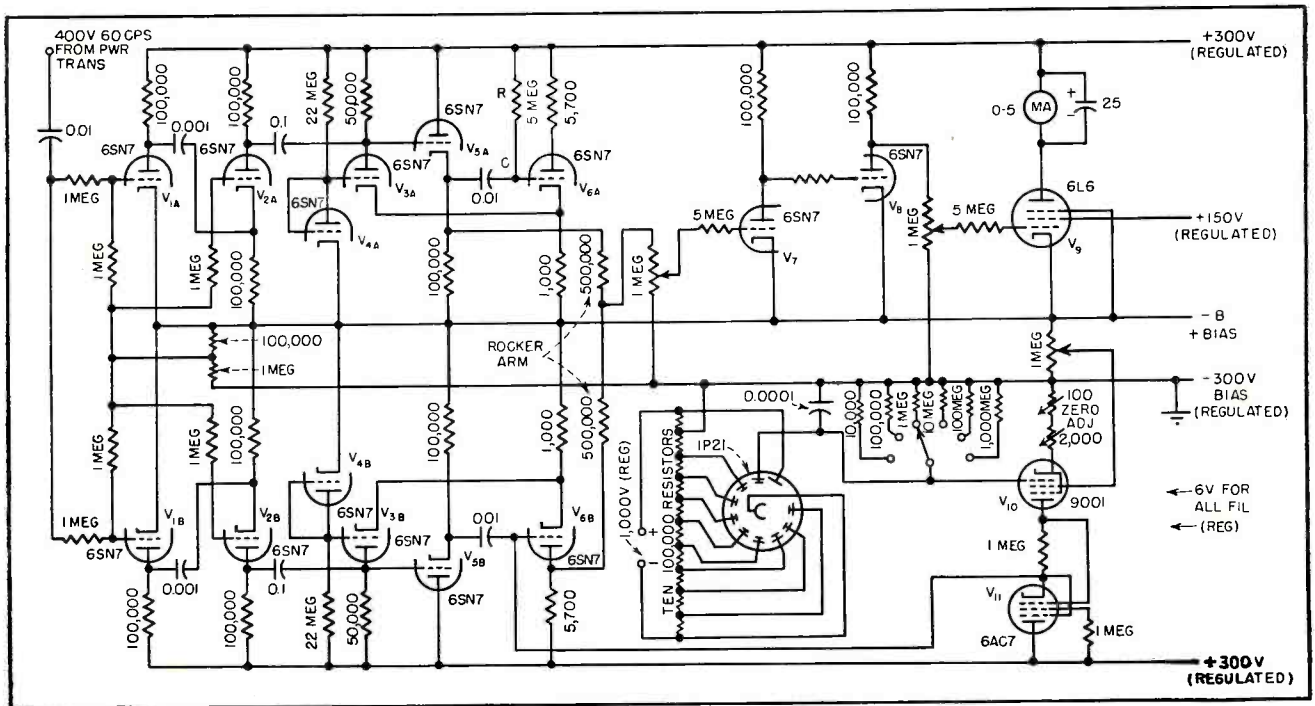 400V 60 CPS
FROM PWR
TRANS
+300V
(REGULATED)
100,000
100,000
22 MEG
50,000
R
5 MEG
5,700
100,000
100,000
0-5
MA
+
-
25
0.01
0.001
0.1
6SN7
6SN7
6SN7
6SN7
6SN7
6SN7
6SN7
6SN7
V1A
V2A
V3A
V4A
V5A
V6A
C
0.01
1 MEG
5 MEG
V7
V8
1 MEG
5 MEG
6L6
V9
+150V
(REGULATED)
1 MEG
1 MEG
100,000
100,000
1,000
500,000
1 MEG
-B
+ BIAS
100,000
1 MEG
ROCKER
ARM
1 MEG
-300V
BIAS
(REGULATED)
1 MEG
1 MEG
100,000
100,000
1,000
500,000
0.0001
10,000
100,000
1 MEG
10 MEG
100 MEG
1,000 MEG
100
ZERO
ADJ
2,000
1,000V (REG)
+
-
TEN 100,000 RESISTORS
1P21
C
V4B
6SN7
V3B
6SN7
0.01
V6B
6SN7
V5B
6SN7
V10
9001
6V FOR
ALL FIL
(REG)
1 MEG
V1B
6SN7
V2B
6SN7
0.001
0.1
100,000
100,000
22 MEG
50,000
5,700
1 MEG
V11
6AC7
1 MEG
+300V
(REGULATED)